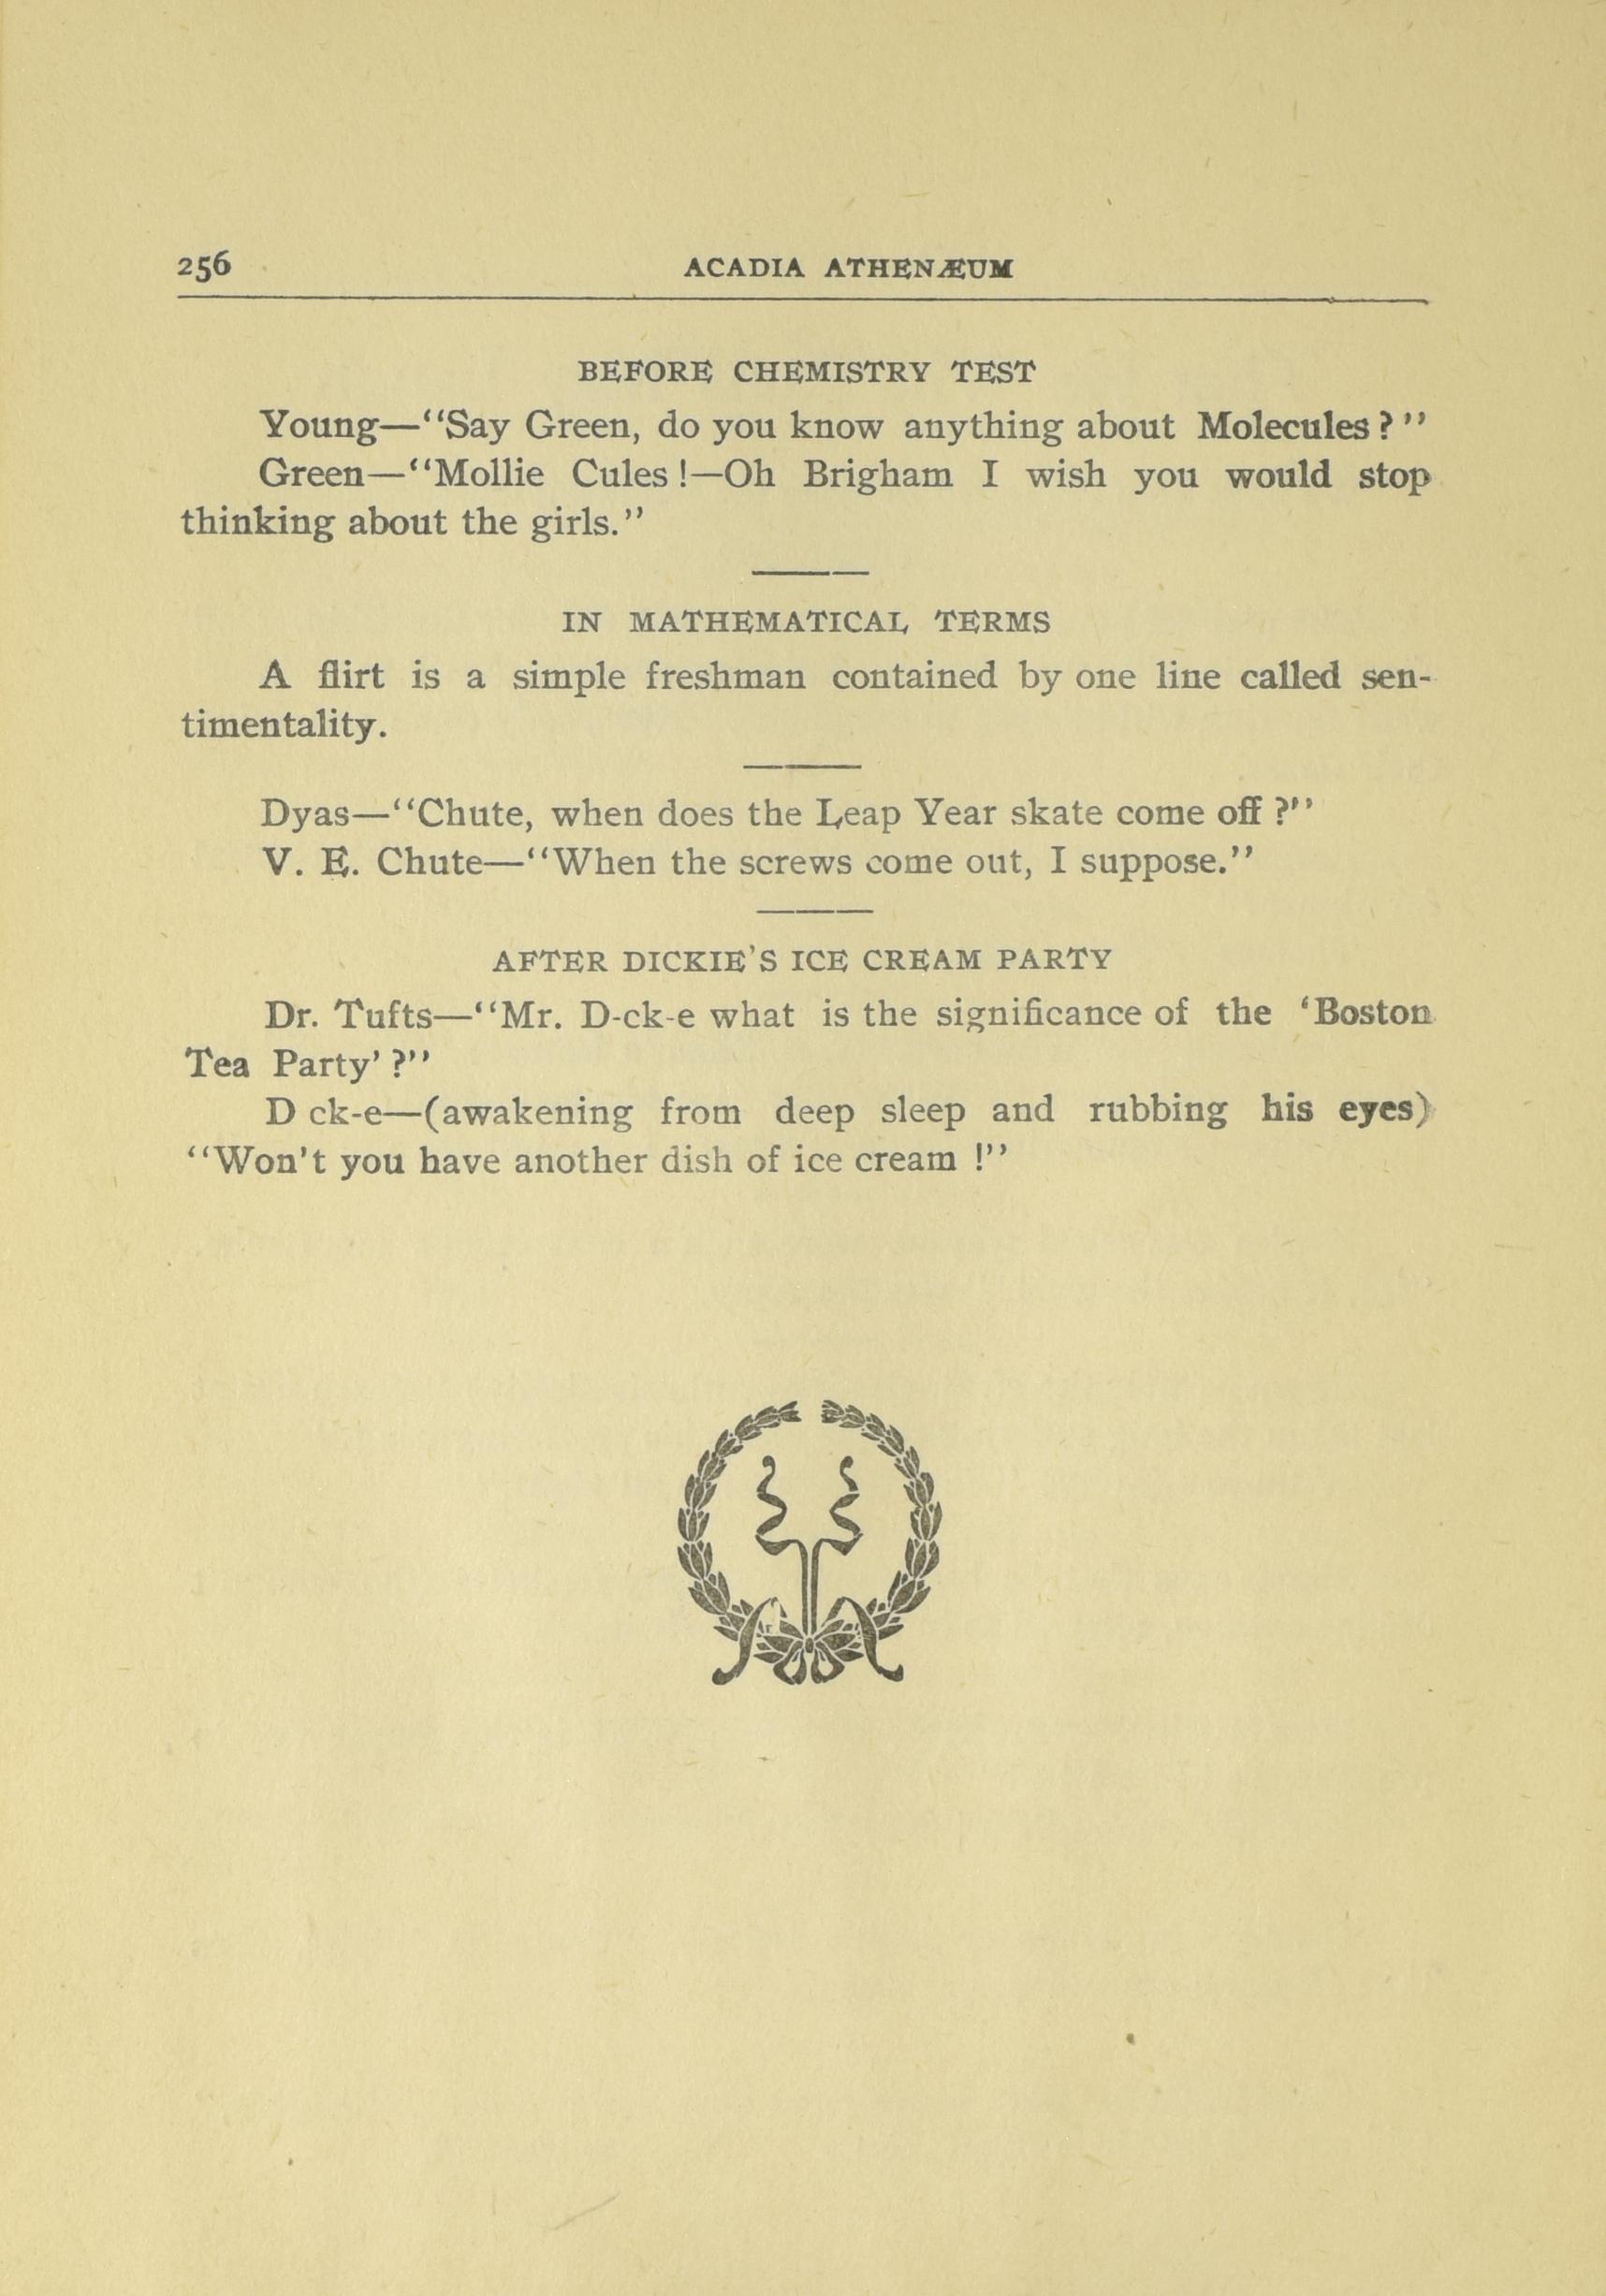 256 ACADIA ATHENÆUM
BEFORE CHEMISTRY TEST
Young—"Say Green, do you know anything about Molecules?"
Green—"Mollie Cules!—Oh Brigham I wish you would stop
thinking about the girls."
IN MATHEMATICAL TERMS
A flirt is a simple freshman contained by one line called sen-
timentality.
Dyas—"Chute, when does the Leap Year skate come off?"
V. E. Chute—"When the screws come out, I suppose."
AFTER DICKIE'S ICE CREAM PARTY
Dr. Tufts—"Mr. D-ck-e what is the significance of the 'Boston
Tea Party'?"
D ck-e—(awakening from deep sleep and rubbing his eyes)
"Won't you have another dish of ice cream!"